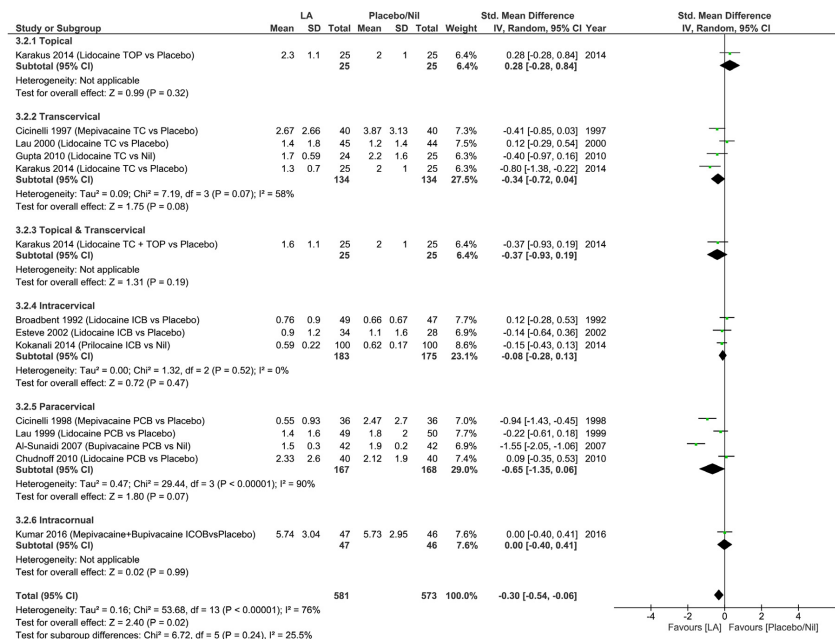 LA Placebo/Nil Std. Mean Difference Std. Mean Difference
Study or Subgroup Mean SD Total Mean SD Total Weight IV, Random, 95% CI Year IV, Random, 95% CI
3.2.1 Topical
Karakus 2014 (Lidocaine TOP vs Placebo) 2.3 1.1 25 2 1 25 6.4% 0.28 [-0.28, 0.84] 2014
Subtotal (95% CI) 25 25 6.4% 0.28 [-0.28, 0.84]
Heterogeneity: Not applicable
Test for overall effect: Z = 0.99 (P = 0.32)
3.2.2 Transcervical
Cicinelli 1997 (Mepivacaine TC vs Placebo) 2.67 2.66 40 3.87 3.13 40 7.3% -0.41 [-0.85, 0.03] 1997
Lau 2000 (Lidocaine TC vs Placebo) 1.4 1.8 45 1.2 1.4 44 7.5% 0.12 [-0.29, 0.54] 2000
Gupta 2010 (Lidocaine TC vs Nil) 1.7 0.59 24 2.2 1.6 25 6.4% -0.40 [-0.97, 0.16] 2010
Karakus 2014 (Lidocaine TC vs Placebo) 1.3 0.7 25 2 1 25 6.3% -0.80 [-1.38, -0.22] 2014
Subtotal (95% CI) 134 134 27.5% -0.34 [-0.72, 0.04]
Heterogeneity: Tau² = 0.09; Chi² = 7.19, df = 3 (P = 0.07); I² = 58%
Test for overall effect: Z = 1.75 (P = 0.08)
3.2.3 Topical & Transcervical
Karakus 2014 (Lidocaine TC + TOP vs Placebo) 1.6 1.1 25 2 1 25 6.4% -0.37 [-0.93, 0.19] 2014
Subtotal (95% CI) 25 25 6.4% -0.37 [-0.93, 0.19]
Heterogeneity: Not applicable
Test for overall effect: Z = 1.31 (P = 0.19)
3.2.4 Intracervical
Broadbent 1992 (Lidocaine ICB vs Placebo) 0.76 0.9 49 0.66 0.67 47 7.6% 0.12 [-0.28, 0.53] 1992
Esteve 2002 (Lidocaine ICB vs Placebo) 0.9 1.2 34 1.1 1.6 28 6.9% -0.14 [-0.64, 0.36] 2002
Kokanali 2014 (Prilocaine ICB vs Nil) 0.59 0.22 100 0.62 0.17 100 8.6% -0.15 [-0.43, 0.13] 2014
Subtotal (95% CI) 183 175 23.1% -0.08 [-0.28, 0.13]
Heterogeneity: Tau² = 0.00; Chi² = 1.32, df = 2 (P = 0.52); I² = 0%
Test for overall effect: Z = 0.72 (P = 0.47)
3.2.5 Paracervical
Cicinelli 1998 (Mepivacaine PCB vs Placebo) 0.55 0.93 36 2.47 2.7 36 7.0% -0.94 [-1.43, -0.45] 1998
Lau 1999 (Lidocaine PCB vs Placebo) 1.4 1.6 49 1.8 2 50 7.7% -0.22 [-0.61, 0.18] 1999
Al-Sunaidi 2007 (Bupivacaine PCB vs Nil) 1.5 0.3 42 1.9 0.2 42 7.0% -1.55 [-2.05, -1.06] 2007
Chudnoff 2010 (Lidocaine PCB vs Placebo) 2.33 2.6 40 2.12 1.9 40 7.3% 0.09 [-0.35, 0.53] 2010
Subtotal (95% CI) 167 168 29.0% -0.65 [-1.35, 0.06]
Heterogeneity: Tau² = 0.47; Chi² = 29.44, df = 3 (P < 0.00001); I² = 90%
Test for overall effect: Z = 1.80 (P = 0.07)
3.2.6 Intracornual
Kumar 2016 (Mepivacaine+Bupivacaine ICOBvsPlacebo) 5.74 3.04 47 5.73 2.95 46 7.6% 0.00 [-0.40, 0.41] 2016
Subtotal (95% CI) 47 46 7.6% 0.00 [-0.40, 0.41]
Heterogeneity: Not applicable
Test for overall effect: Z = 0.02 (P = 0.99)
Total (95% CI) 581 573 100.0% -0.30 [-0.54, -0.06]
Heterogeneity: Tau² = 0.16; Chi² = 53.68, df = 13 (P < 0.00001); I² = 76%
Test for overall effect: Z = 2.40 (P = 0.02)
Test for subgroup differences: Chi² = 6.72, df = 5 (P = 0.24), I² = 25.5%
-4 -2 0 2 4
Favours [LA] Favours [Placebo/Nil]